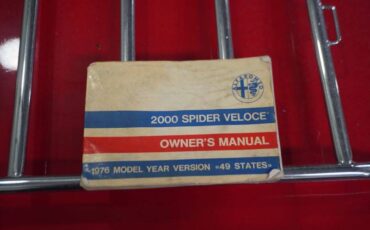 ALFA-ROMEO
2000 SPIDER VELOCE
OWNER'S MANUAL
1976 MODEL YEAR VERSION «49 STATES»